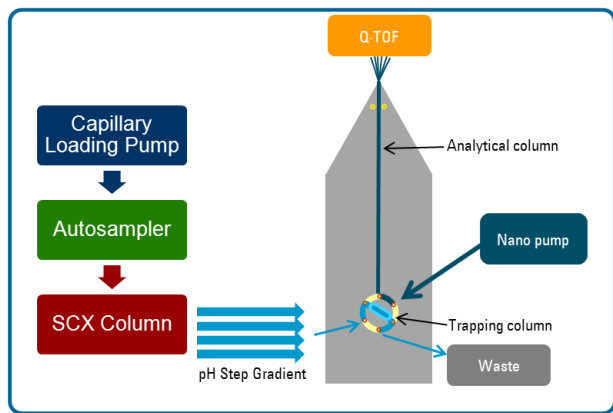 Q-TOF
Capillary
Loading Pump
Analytical column
Autosampler
Nano pump
SCX Column
Trapping column
pH Step Gradient
Waste